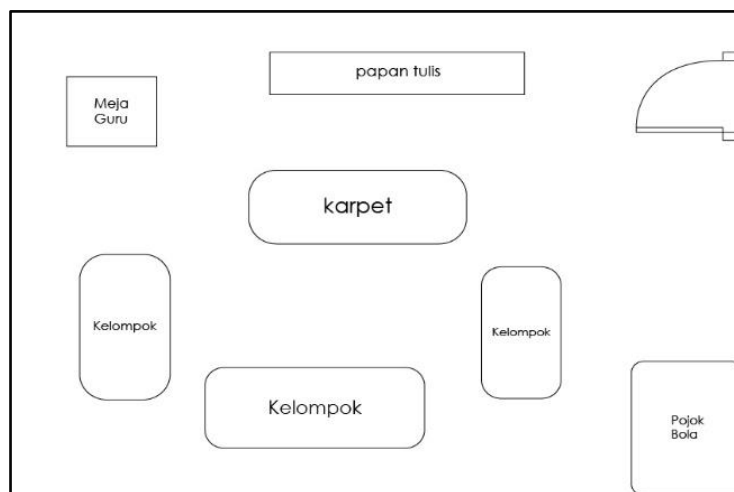 papan tulis
Meja
Guru
karpet
Kelompok
Kelompok
Kelompok
Pojok
Bola